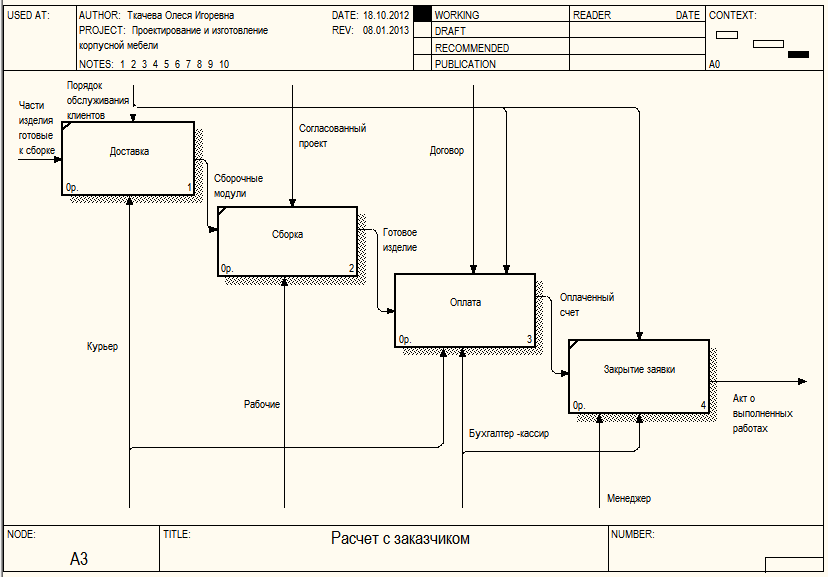 USED AT:
AUTHOR: Ткачева Олеся Игоревна
DATE: 18.10.2012
WORKING
READER
DATE
CONTEXT:
PROJECT: Проектирование и изготовление
корпусной мебели
REV: 08.01.2013
DRAFT
RECOMMENDED
NOTES: 1 2 3 4 5 6 7 8 9 10
PUBLICATION
A0
Порядок
обслуживания
клиентов
Части
изделия
готовые
к сборке
Доставка
0р.
1
Согласованный
проект
Договор
Сборочные
модули
Сборка
0р.
2
Готовое
изделие
Оплата
0р.
3
Оплаченный
счет
Закрытие заявки
0р.
4
Курьер
Рабочие
Бухгалтер -кассир
Акт о
выполненных
работах
Менеджер
NODE:
A3
TITLE:
Расчет с заказчиком
NUMBER: